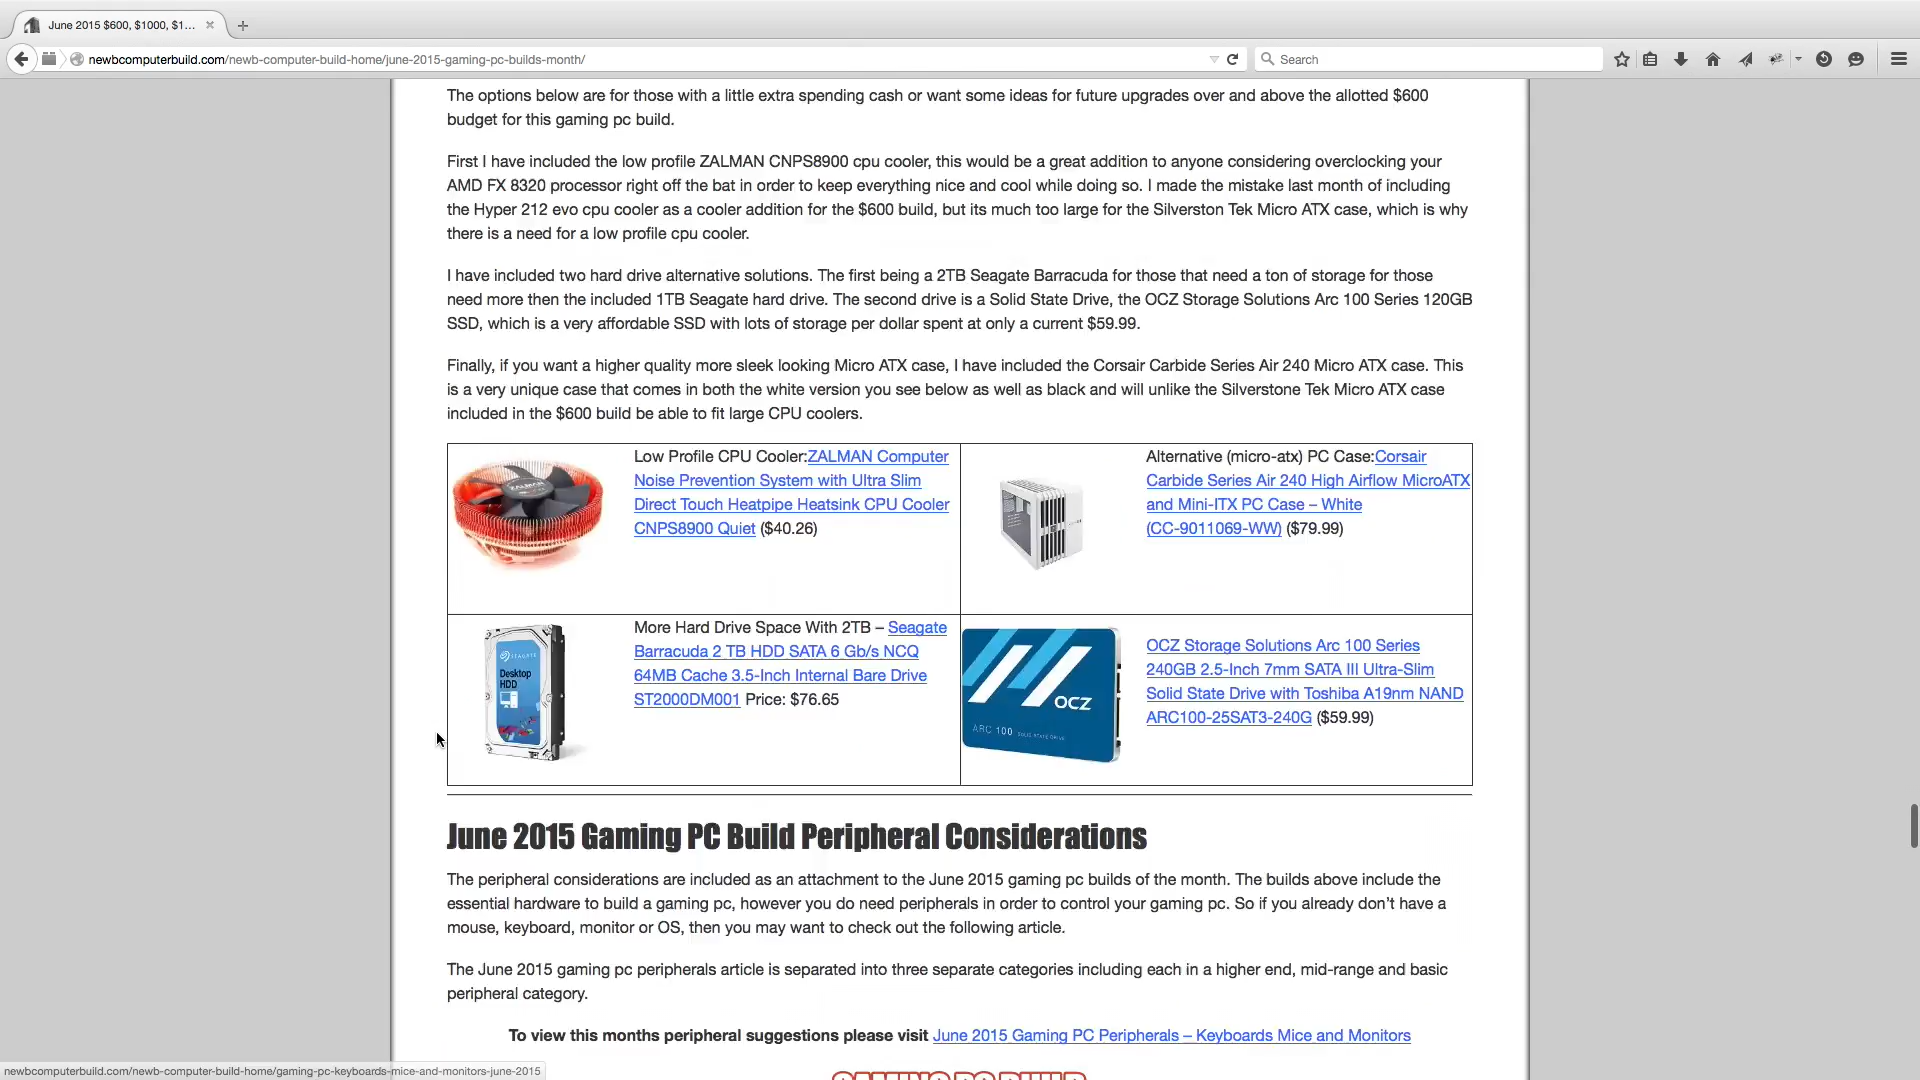 June 2015 $600, $1000, $1...
newbcomputerbuild.com/newb-computer-build-home/june-2015-gaming-pc-builds-month/
Search
The options below are for those with a little extra spending cash or want some ideas for future upgrades over and above the allotted $600
budget for this gaming pc build.
First I have included the low profile ZALMAN CNPS8900 cpu cooler, this would be a great addition to anyone considering overclocking your
AMD FX 8320 processor right off the bat in order to keep everything nice and cool while doing so. I made the mistake last month of including
the Hyper 212 evo cpu cooler as a cooler addition for the $600 build, but its much too large for the Silverston Tek Micro ATX case, which is why
there is a need for a low profile cpu cooler.
I have included two hard drive alternative solutions. The first being a 2TB Seagate Barracuda for those that need a ton of storage for those
need more then the included 1TB Seagate hard drive. The second drive is a Solid State Drive, the OCZ Storage Solutions Arc 100 Series 120GB
SSD, which is a very affordable SSD with lots of storage per dollar spent at only a current $59.99.
Finally, if you want a higher quality more sleek looking Micro ATX case, I have included the Corsair Carbide Series Air 240 Micro ATX case. This
is a very unique case that comes in both the white version you see below as well as black and will unlike the Silverstone Tek Micro ATX case
included in the $600 build be able to fit large CPU coolers.
ZALMAN
Low Profile CPU Cooler:ZALMAN Computer
Noise Prevention System with Ultra Slim
Direct Touch Heatpipe Heatsink CPU Cooler
CNPS8900 Quiet ($40.26)
Alternative (micro-atx) PC Case:Corsair
Carbide Series Air 240 High Airflow MicroATX
and Mini-ITX PC Case – White
(CC-9011069-WW) ($79.99)
SEAGATE
Desktop
HDD
More Hard Drive Space With 2TB – Seagate
Barracuda 2 TB HDD SATA 6 Gb/s NCQ
64MB Cache 3.5-Inch Internal Bare Drive
ST2000DM001 Price: $76.65
OCZ
ARC 100 SOLID STATE DRIVE
OCZ Storage Solutions Arc 100 Series
240GB 2.5-Inch 7mm SATA III Ultra-Slim
Solid State Drive with Toshiba A19nm NAND
ARC100-25SAT3-240G ($59.99)
June 2015 Gaming PC Build Peripheral Considerations
The peripheral considerations are included as an attachment to the June 2015 gaming pc builds of the month. The builds above include the
essential hardware to build a gaming pc, however you do need peripherals in order to control your gaming pc. So if you already don't have a
mouse, keyboard, monitor or OS, then you may want to check out the following article.
The June 2015 gaming pc peripherals article is separated into three separate categories including each in a higher end, mid-range and basic
peripheral category.
To view this months peripheral suggestions please visit June 2015 Gaming PC Peripherals – Keyboards Mice and Monitors
GAMING PC BUILD
newbcomputerbuild.com/newb-computer-build-home/gaming-pc-keyboards-mice-and-monitors-june-2015